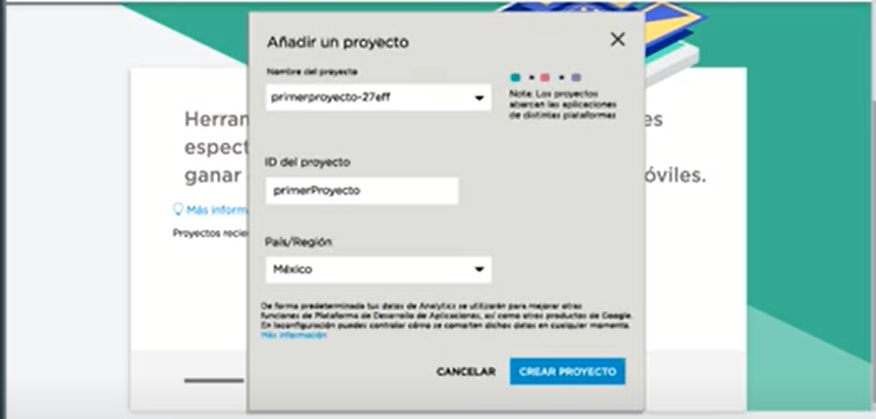 Añadir un proyecto
Nombre del proyecto
primerproyecto-27eff
Nota: Los proyectos
abarcan las aplicaciones
de distintas plataformas
Herran
es
espect
ganar
óviles.
ID del proyecto
primerProyecto
Más inform
Proyectos recie
País/Región
México
De forma predeterminada tus datos de Analytics se utilizarán para mejorar otras
funciones de Plataforma de Desarrollo de Aplicaciones, así como otros productos de Google.
En laconfiguración puedes controlar cómo se comarten dichos datos en cualquier momento.
Más información
CANCELAR
CREAR PROYECTO